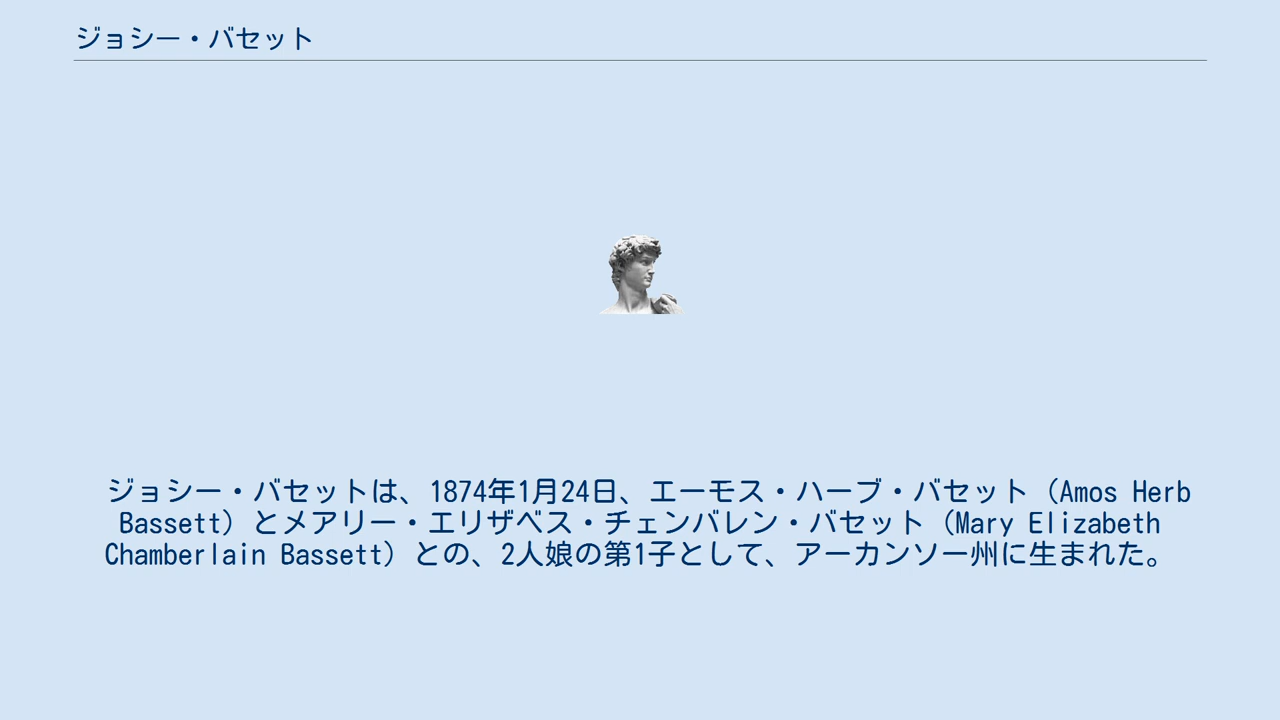 ジョシー・バセット
ジョシー・バセットは、1874年1月24日、エーモス・ハーブ・バセット（Amos Herb
Bassett）とメアリー・エリザベス・チェンバレン・バセット（Mary Elizabeth
Chamberlain Bassett）との、2人娘の第1子として、アーカンソー州に生まれた。